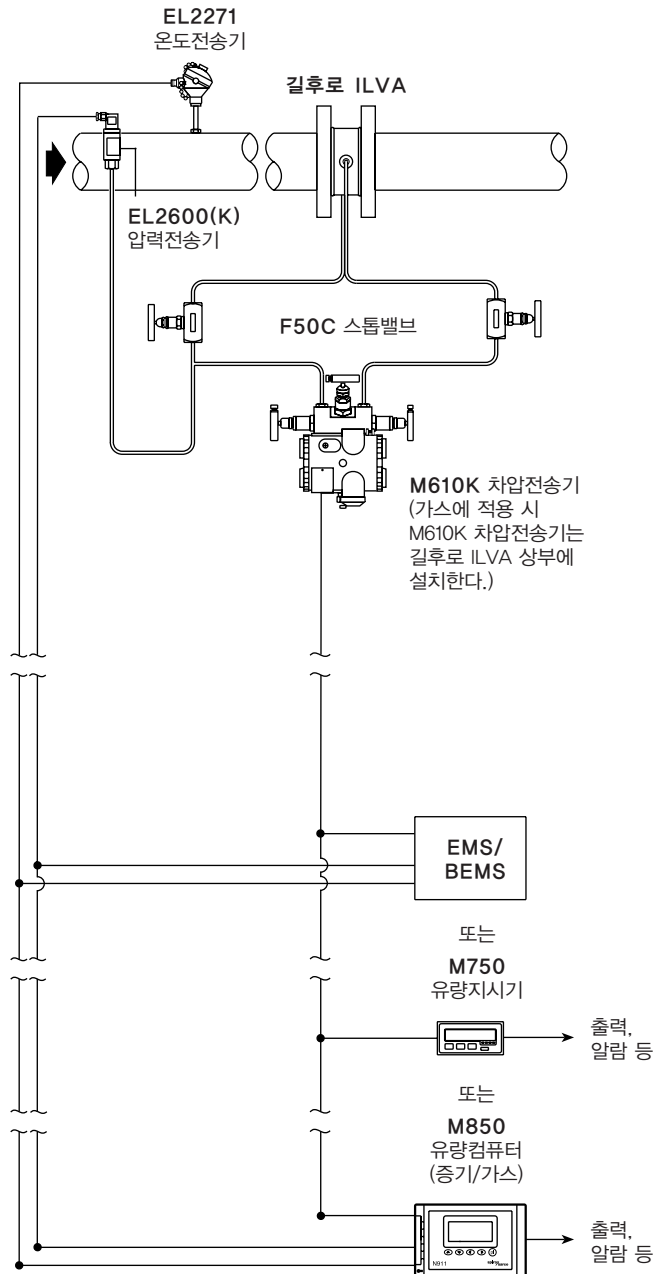 EL2271
온도전송기
길후로 ILVA
EL2600(K)
압력전송기
F50C 스톱밸브
M610K 차압전송기
(가스에 적용 시
M610K 차압전송기는
길후로 ILVA 상부에
설치한다.)
EMS/
BEMS
또는
M750
유량지시기
출력,
알람 등
또는
M850
유량컴퓨터
(증기/가스)
출력,
알람 등
N911